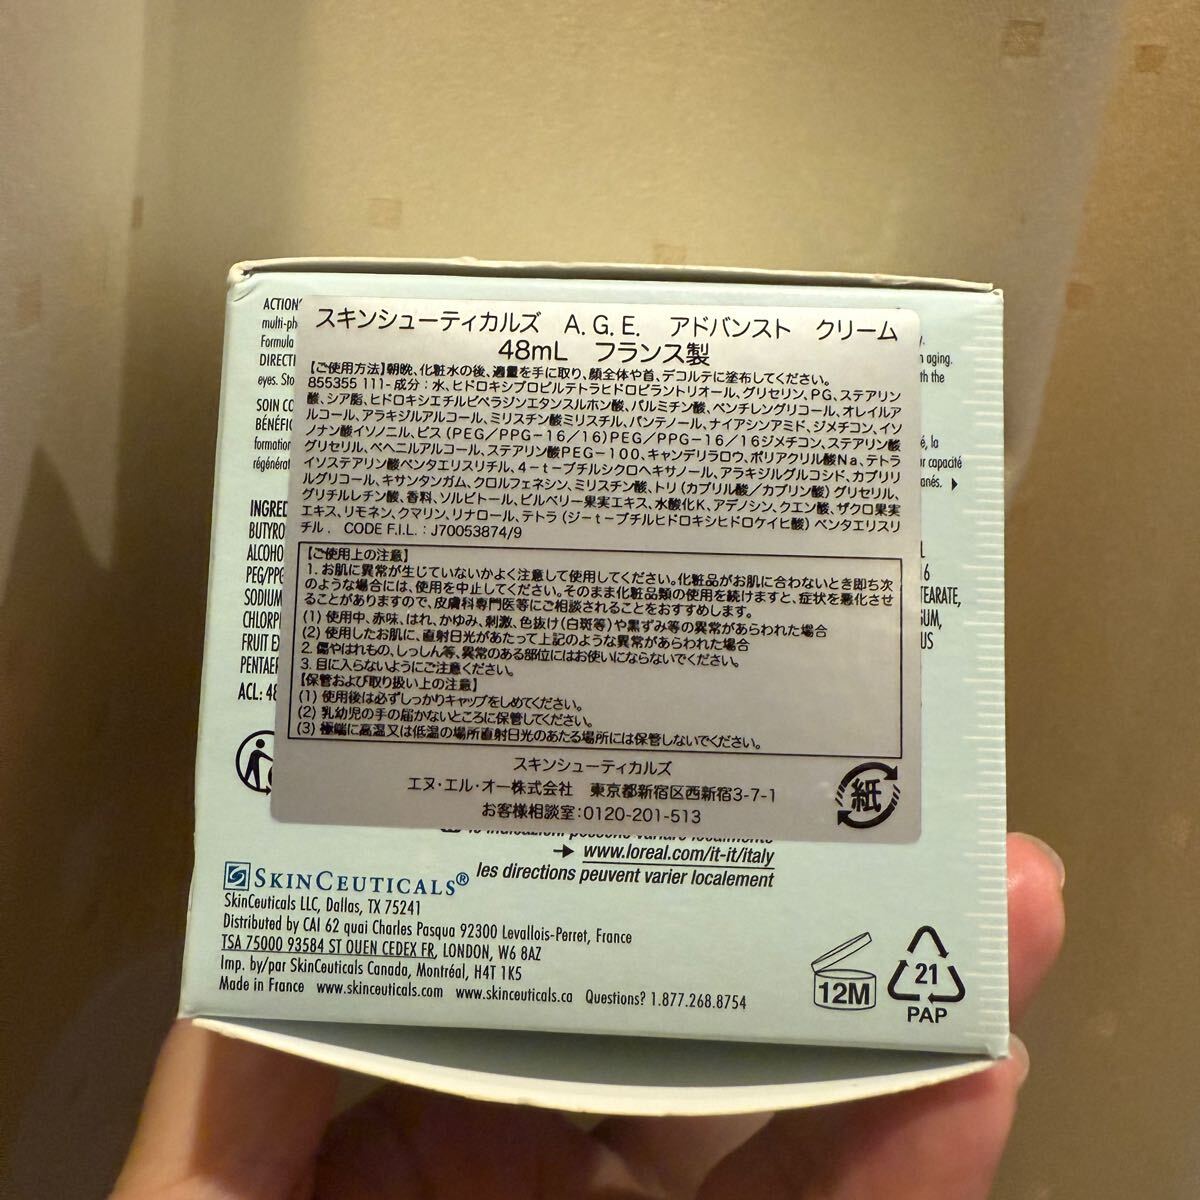 ACTION
multi-ph
Formula
DIRECTI
eyes. Sto
SOIN CO
BÉNÉFIC
formation
régénérat
INGRED
BUTYRO
ALCOHO
PEG/PPG
SODIUM
CHLORP
FRUIT EX
PENTAER
ACL: 48
スキンシューティカルズ A.G.E. アドバンスト クリーム
48mL フランス製
【ご使用方法】朝晩、化粧水の後、適量を手に取り、顔全体や首、デコルテに塗布してください。
855355 111-成分：水、ヒドロキシプロピルテトラヒドロピラントリオール、グリセリン、PG、ステアリン
酸、シア脂、ヒドロキシエチルピペラジンエタンスルホン酸、パルミチン酸、ペンチレングリコール、オレイルア
ルコール、アラキジルアルコール、ミリスチン酸ミリスチル、パンテノール、ナイアシンアミド、ジメチコン、イソ
ノナン酸イソノニル、ビス（PEG／PPG-16／16）PEG／PPG-16／16ジメチコン、ステアリン酸
グリセリル、ベヘニルアルコール、ステアリン酸PEG-100、キャンデリラロウ、ポリアクリル酸Na、テトラ
イソステアリン酸ペンタエリスリチル、4-t-ブチルシクロヘキサノール、アラキジルグルコシド、カプリリ
ルグリコール、キサンタンガム、クロルフェネシン、ミリスチン酸、トリ（カプリル酸／カプリン酸）グリセリル、
グリチルレチン酸、香料、ソルビトール、ビルベリー果実エキス、水酸化K、アデノシン、クエン酸、ザクロ果実
エキス、リモネン、クマリン、リナロール、テトラ（ジ-t-ブチルヒドロキシヒドロケイヒ酸）ペンタエリスリ
チル. CODE F.I.L.：J70053874/9
【ご使用上の注意】
1. お肌に異常が生じていないかよく注意して使用してください。化粧品がお肌に合わないとき即ち次
のような場合には、使用を中止してください。そのまま化粧品類の使用を続けますと、症状を悪化させ
ることがありますので、皮膚科専門医等にご相談されることをおすすめします。
(1) 使用中、赤味、はれ、かゆみ、刺激、色抜け（白斑等）や黒ずみ等の異常があらわれた場合
(2) 使用したお肌に、直射日光があたって上記のような異常があらわれた場合
2. 傷やはれもの、しっしん等、異常のある部位にはお使いにならないでください。
3. 目に入らないようにご注意ください。
【保管および取り扱い上の注意】
(1) 使用後は必ずしっかりキャップをしめてください。
(2) 乳幼児の手の届かないところに保管してください。
(3) 極端に高温又は低温の場所直射日光のあたる場所には保管しないでください。
スキンシューティカルズ
エヌ・エル・オー株式会社 東京都新宿区西新宿3-7-1
お客様相談室：0120-201-513
紙
n aging.
th the
é, la
r capacité
anés.
L
16
TEARATE,
GUM,
US
le indicazioni possono variare localmente
www.loreal.com/it-it/italy
les directions peuvent varier localement
SKINCEUTICALS®
SkinCeuticals LLC, Dallas, TX 75241
Distributed by CAI 62 quai Charles Pasqua 92300 Levallois-Perret, France
TSA 75000 93584 ST OUEN CEDEX FR, LONDON, W6 8AZ
Imp. by/par SkinCeuticals Canada, Montréal, H4T 1K5
Made in France www.skinceuticals.com www.skinceuticals.ca Questions? 1.877.268.8754
12M
21
PAP